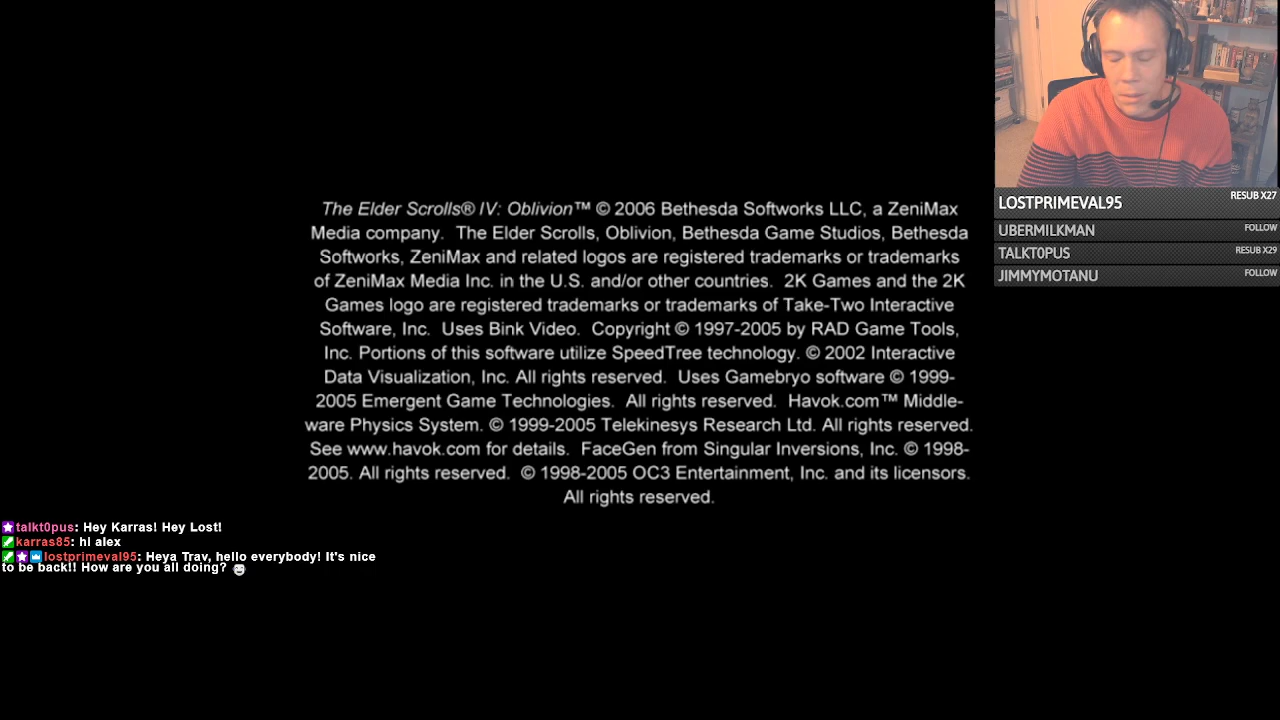 The Elder Scrolls® IV: Oblivion™ © 2006 Bethesda Softworks LLC, a ZeniMax
Media company.  The Elder Scrolls, Oblivion, Bethesda Game Studios, Bethesda
Softworks, ZeniMax and related logos are registered trademarks or trademarks
of ZeniMax Media Inc. in the U.S. and/or other countries.  2K Games and the 2K
Games logo are registered trademarks or trademarks of Take-Two Interactive
Software, Inc.  Uses Bink Video.  Copyright © 1997-2005 by RAD Game Tools,
Inc. Portions of this software utilize SpeedTree technology. © 2002 Interactive
Data Visualization, Inc. All rights reserved.  Uses Gamebryo software © 1999-
2005 Emergent Game Technologies.  All rights reserved.  Havok.com™ Middle-
ware Physics System. © 1999-2005 Telekinesys Research Ltd. All rights reserved.
See www.havok.com for details.  FaceGen from Singular Inversions, Inc. © 1998-
2005. All rights reserved.  © 1998-2005 OC3 Entertainment, Inc. and its licensors.
All rights reserved.
LOSTPRIMEVAL95 RESUB X27
UBERMILKMAN FOLLOW
TALKT0PUS RESUB X29
JIMMYMOTANU FOLLOW
talkt0pus: Hey Karras! Hey Lost!
karras85: hi alex
lostprimeval95: Heya Trav, hello everybody! It's nice
to be back!! How are you all doing?